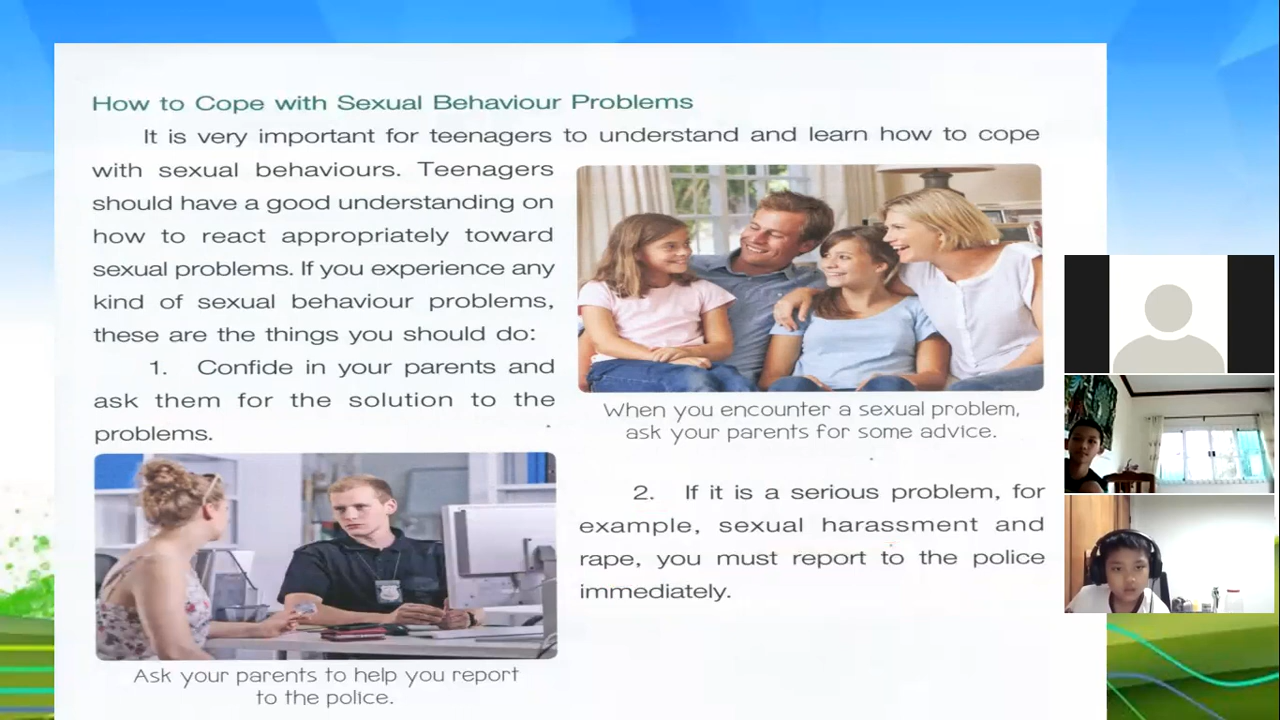 How to Cope with Sexual Behaviour Problems
It is very important for teenagers to understand and learn how to cope
with sexual behaviours. Teenagers
should have a good understanding on
how to react appropriately toward
sexual problems. If you experience any
kind of sexual behaviour problems,
these are the things you should do:
1. Confide in your parents and
ask them for the solution to the
problems.
When you encounter a sexual problem,
ask your parents for some advice.
Ask your parents to help you report
to the police.
2. If it is a serious problem, for
example, sexual harassment and
rape, you must report to the police
immediately.